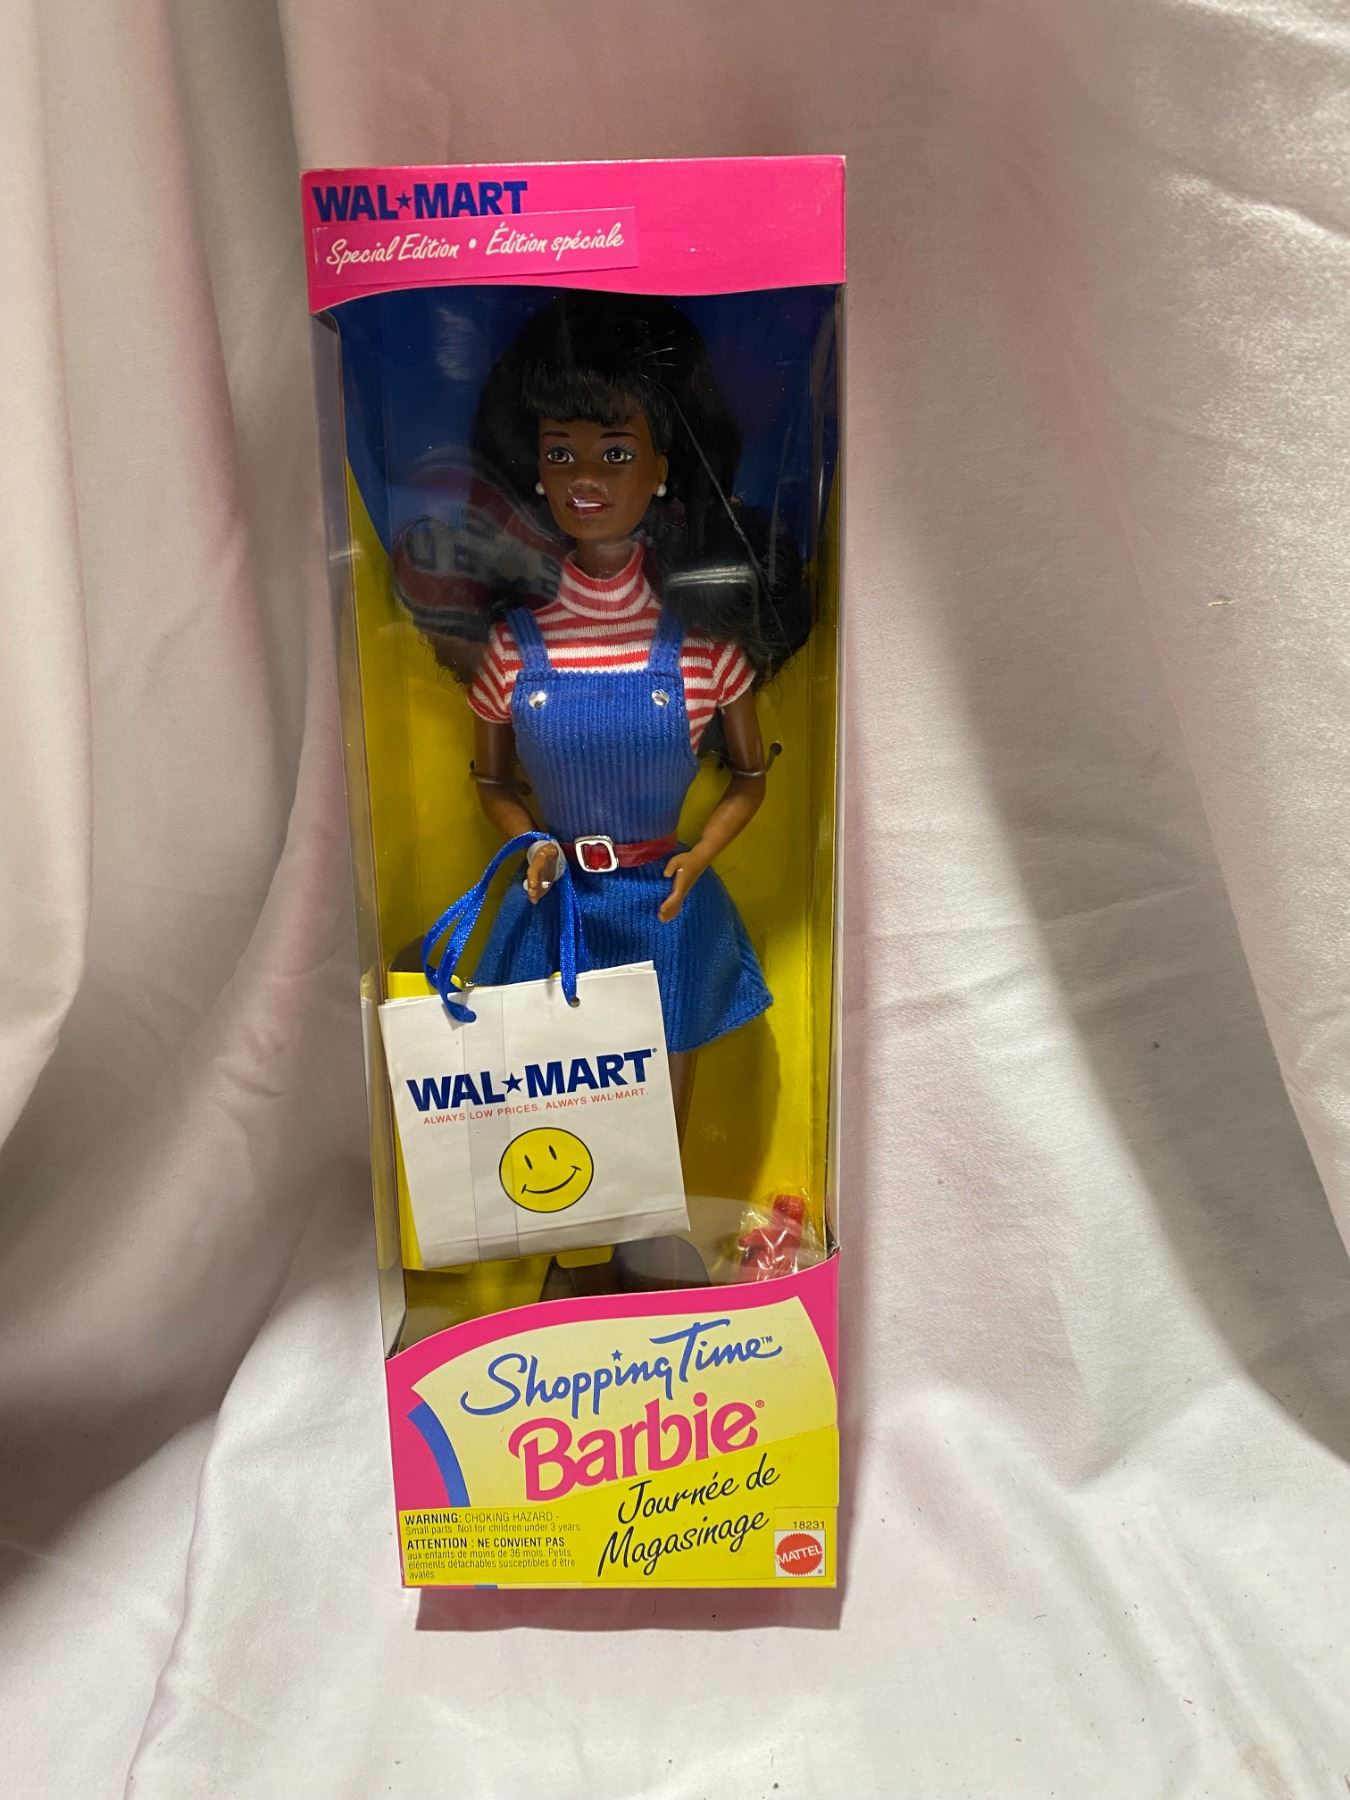 WAL★MART
Special Edition • Édition spéciale
WAL★MART®
ALWAYS LOW PRICES. ALWAYS WAL-MART.
Shopping Time™
Barbie®
Journée de
Magasinage
WARNING: CHOKING HAZARD -
Small parts. Not for children under 3 years.
ATTENTION : NE CONVIENT PAS
aux enfants de moins de 36 mois. Petits
éléments détachables susceptibles d'être
avalés
18231
MATTEL®